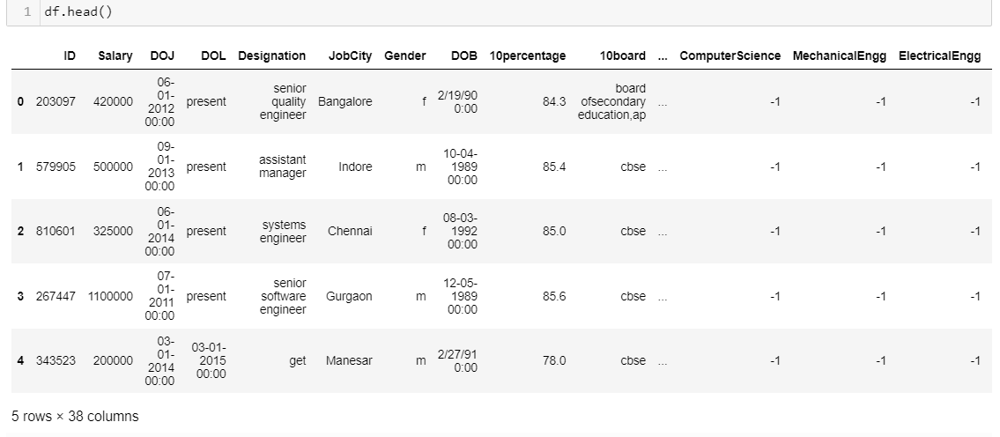 1 df.head()
ID Salary DOJ DOL Designation JobCity Gender DOB 10percentage 10board ... ComputerScience MechanicalEngg ElectricalEngg
0 203097 420000 06-01-2012 00:00 present senior quality engineer Bangalore f 2/19/90 0:00 84.3 board ofsecondary education,ap ... -1 -1 -1
1 579905 500000 09-01-2013 00:00 present assistant manager Indore m 10-04-1989 00:00 85.4 cbse ... -1 -1 -1
2 810601 325000 06-01-2014 00:00 present systems engineer Chennai f 08-03-1992 00:00 85.0 cbse ... -1 -1 -1
3 267447 1100000 07-01-2011 00:00 present senior software engineer Gurgaon m 12-05-1989 00:00 85.6 cbse ... -1 -1 -1
4 343523 200000 03-01-2014 00:00 03-01-2015 00:00 get Manesar m 2/27/91 0:00 78.0 cbse ... -1 -1 -1
5 rows × 38 columns